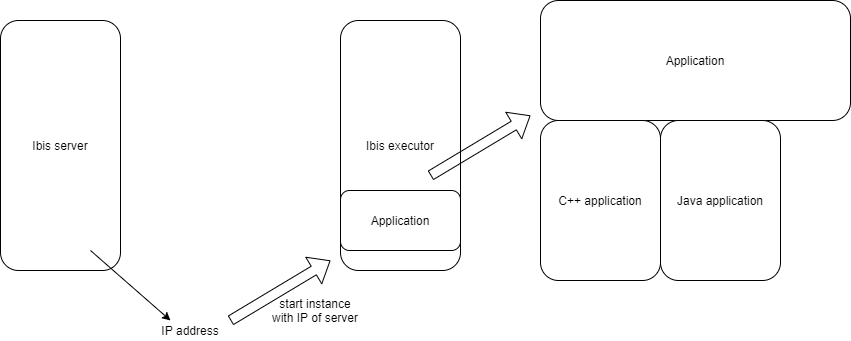 Ibis server
IP address
start instance
with IP of server
Ibis executor
Application
Application
C++ application
Java application